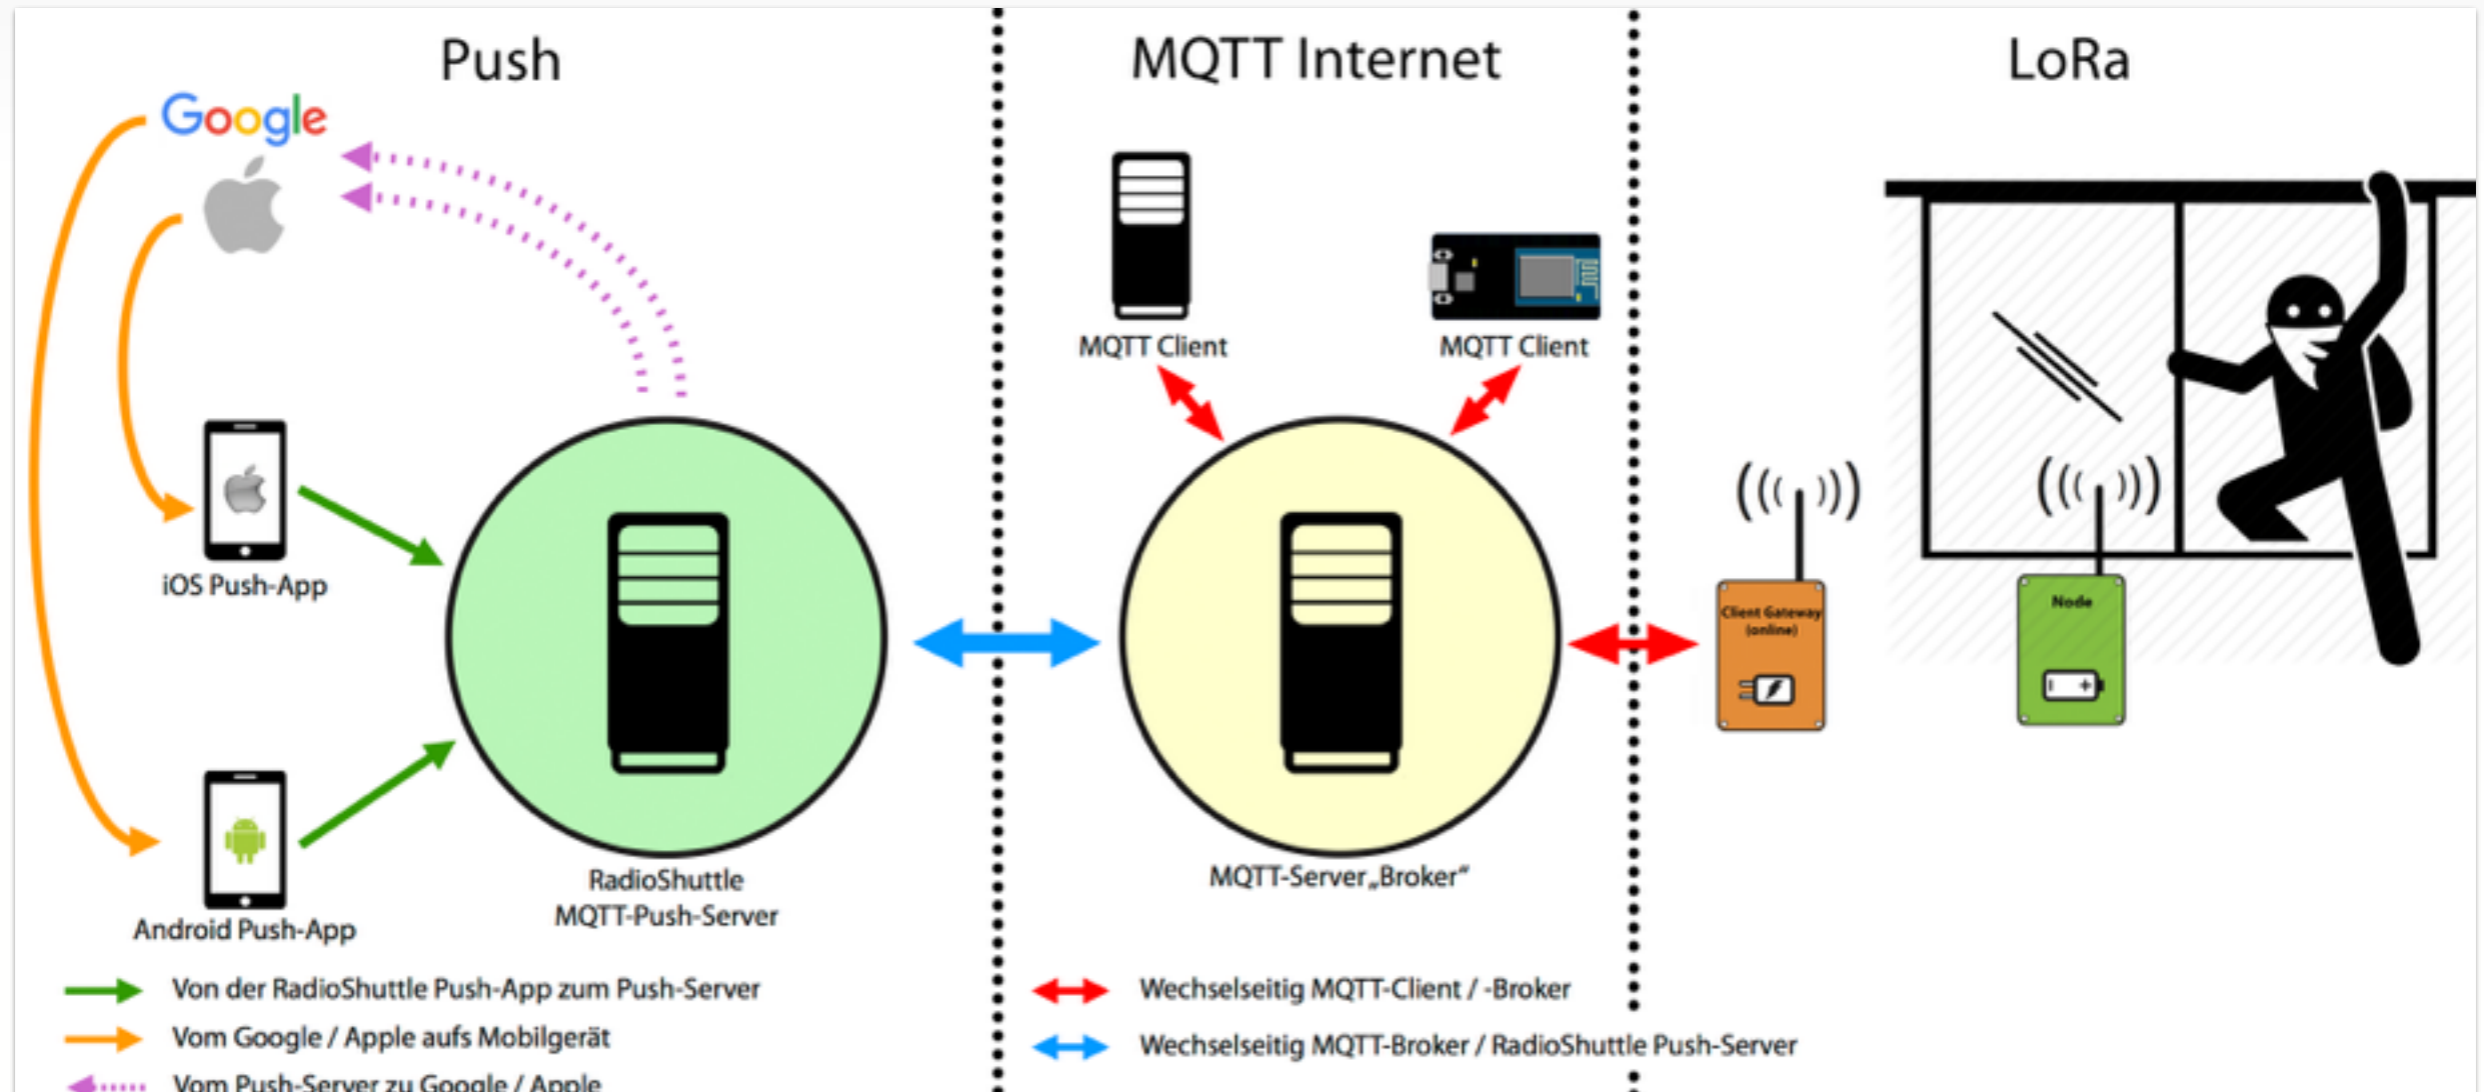 Push
MQTT Internet
LoRa
Google
MQTT Client
MQTT Client
iOS Push-App
Client Gateway
(online)
Node
RadioShuttle
MQTT-Push-Server
MQTT-Server„Broker“
Android Push-App
Von der RadioShuttle Push-App zum Push-Server
Vom Google / Apple aufs Mobilgerät
Vom Push-Server zu Google / Apple
Wechselseitig MQTT-Client / -Broker
Wechselseitig MQTT-Broker / RadioShuttle Push-Server